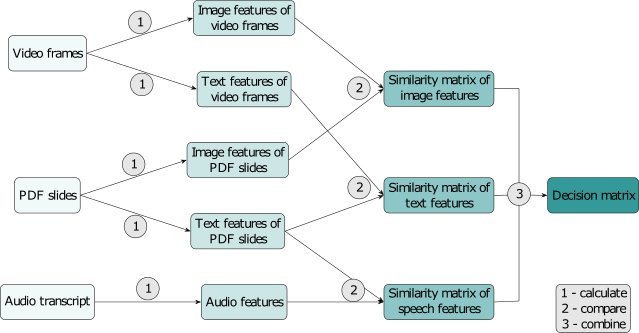 Image features of
video frames
1
Video frames
1
Text features of
video frames
Similarity matrix of
image features
2
Image features of
PDF slides
1
2
PDF slides
Similarity matrix of
text features
3
Decision matrix
1
Text features of
PDF slides
Audio transcript
1
Audio features
2
Similarity matrix of
speech features
1 - calculate
2 - compare
3 - combine